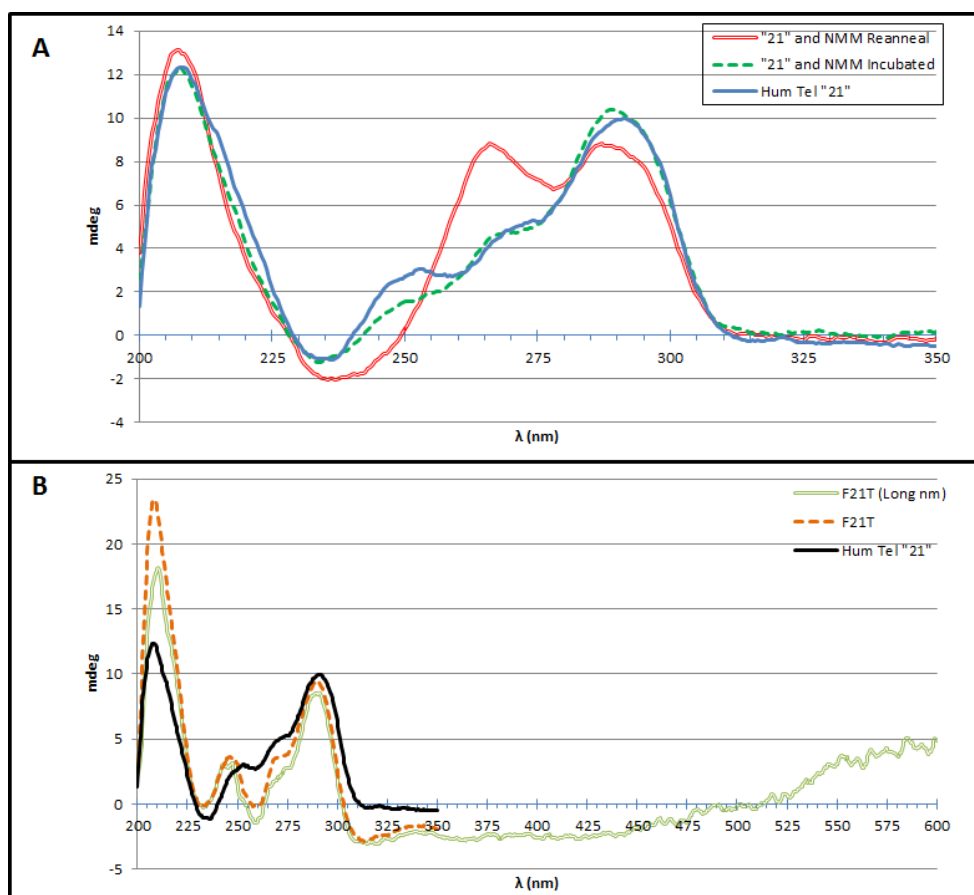 A
"21" and NMM Reanneal
"21" and NMM Incubated
Hum Tel "21"
14
12
10
8
6
4
2
0
-2
-4
mdeg
200 225 250 275 300 325 350
λ (nm)
B
F21T (Long nm)
F21T
Hum Tel "21"
25
20
15
10
5
0
-5
mdeg
200 225 250 275 300 325 350 375 400 425 450 475 500 525 550 575 600
λ (nm)